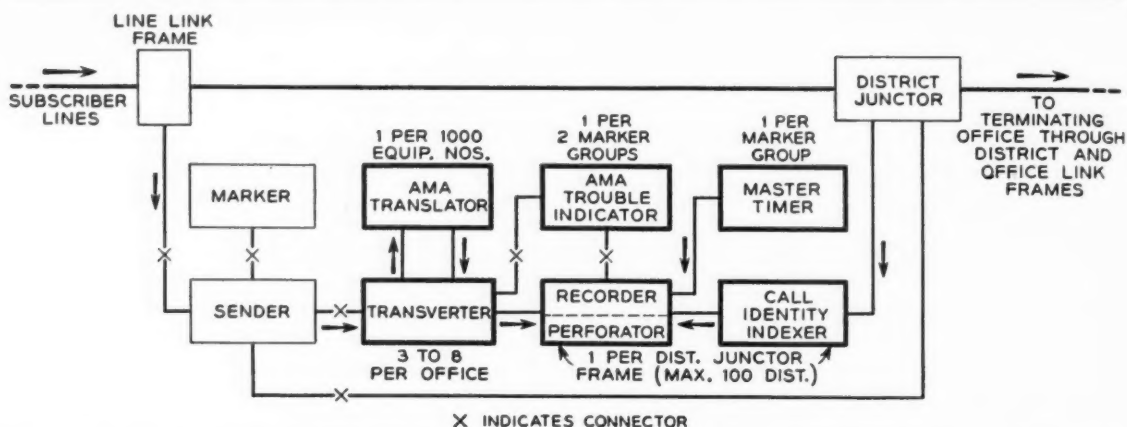 LINE LINK
FRAME
SUBSCRIBER
LINES
DISTRICT
JUNCTOR
TO
TERMINATING
OFFICE THROUGH
DISTRICT AND
OFFICE LINK
FRAMES
1 PER 1000
EQUIP. NOS.
AMA
TRANSLATOR
1 PER
2 MARKER
GROUPS
AMA
TROUBLE
INDICATOR
1 PER
MARKER
GROUP
MASTER
TIMER
MARKER
SENDER
TRANSVERTER
3 TO 8
PER OFFICE
RECORDER
PERFORATOR
CALL
IDENTITY
INDEXER
1 PER DIST. JUNCTOR
FRAME (MAX. 100 DIST.)
X INDICATES CONNECTOR